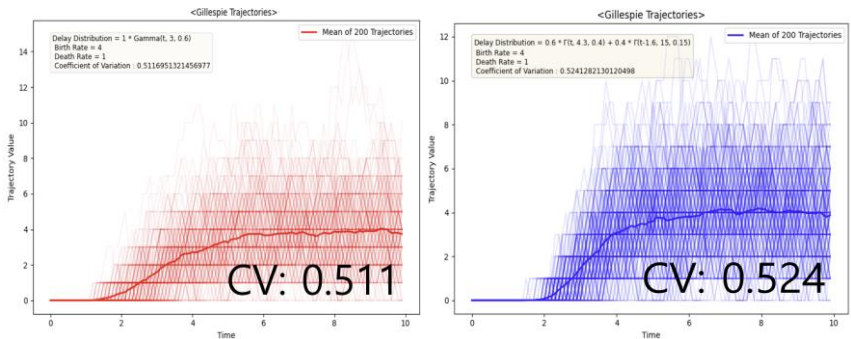 <Gillespie Trajectories>
Delay Distribution = 1 * Gamma(t, 3, 0.6)
Birth Rate = 4
Death Rate = 1
Coefficient of Variation : 0.5116951321456977
Mean of 200 Trajectories
Trajectory Value
14
12
10
8
6
4
2
0
CV: 0.511
0 2 4 6 8 10
Time
<Gillespie Trajectories>
Delay Distribution = 0.6 * Γ(t, 4.3, 0.4) + 0.4 * Γ(t-1.6, 15, 0.15)
Birth Rate = 4
Death Rate = 1
Coefficient of Variation : 0.5241282130120498
Mean of 200 Trajectories
Trajectory Value
12
10
8
6
4
2
0
CV: 0.524
0 2 4 6 8 10
Time